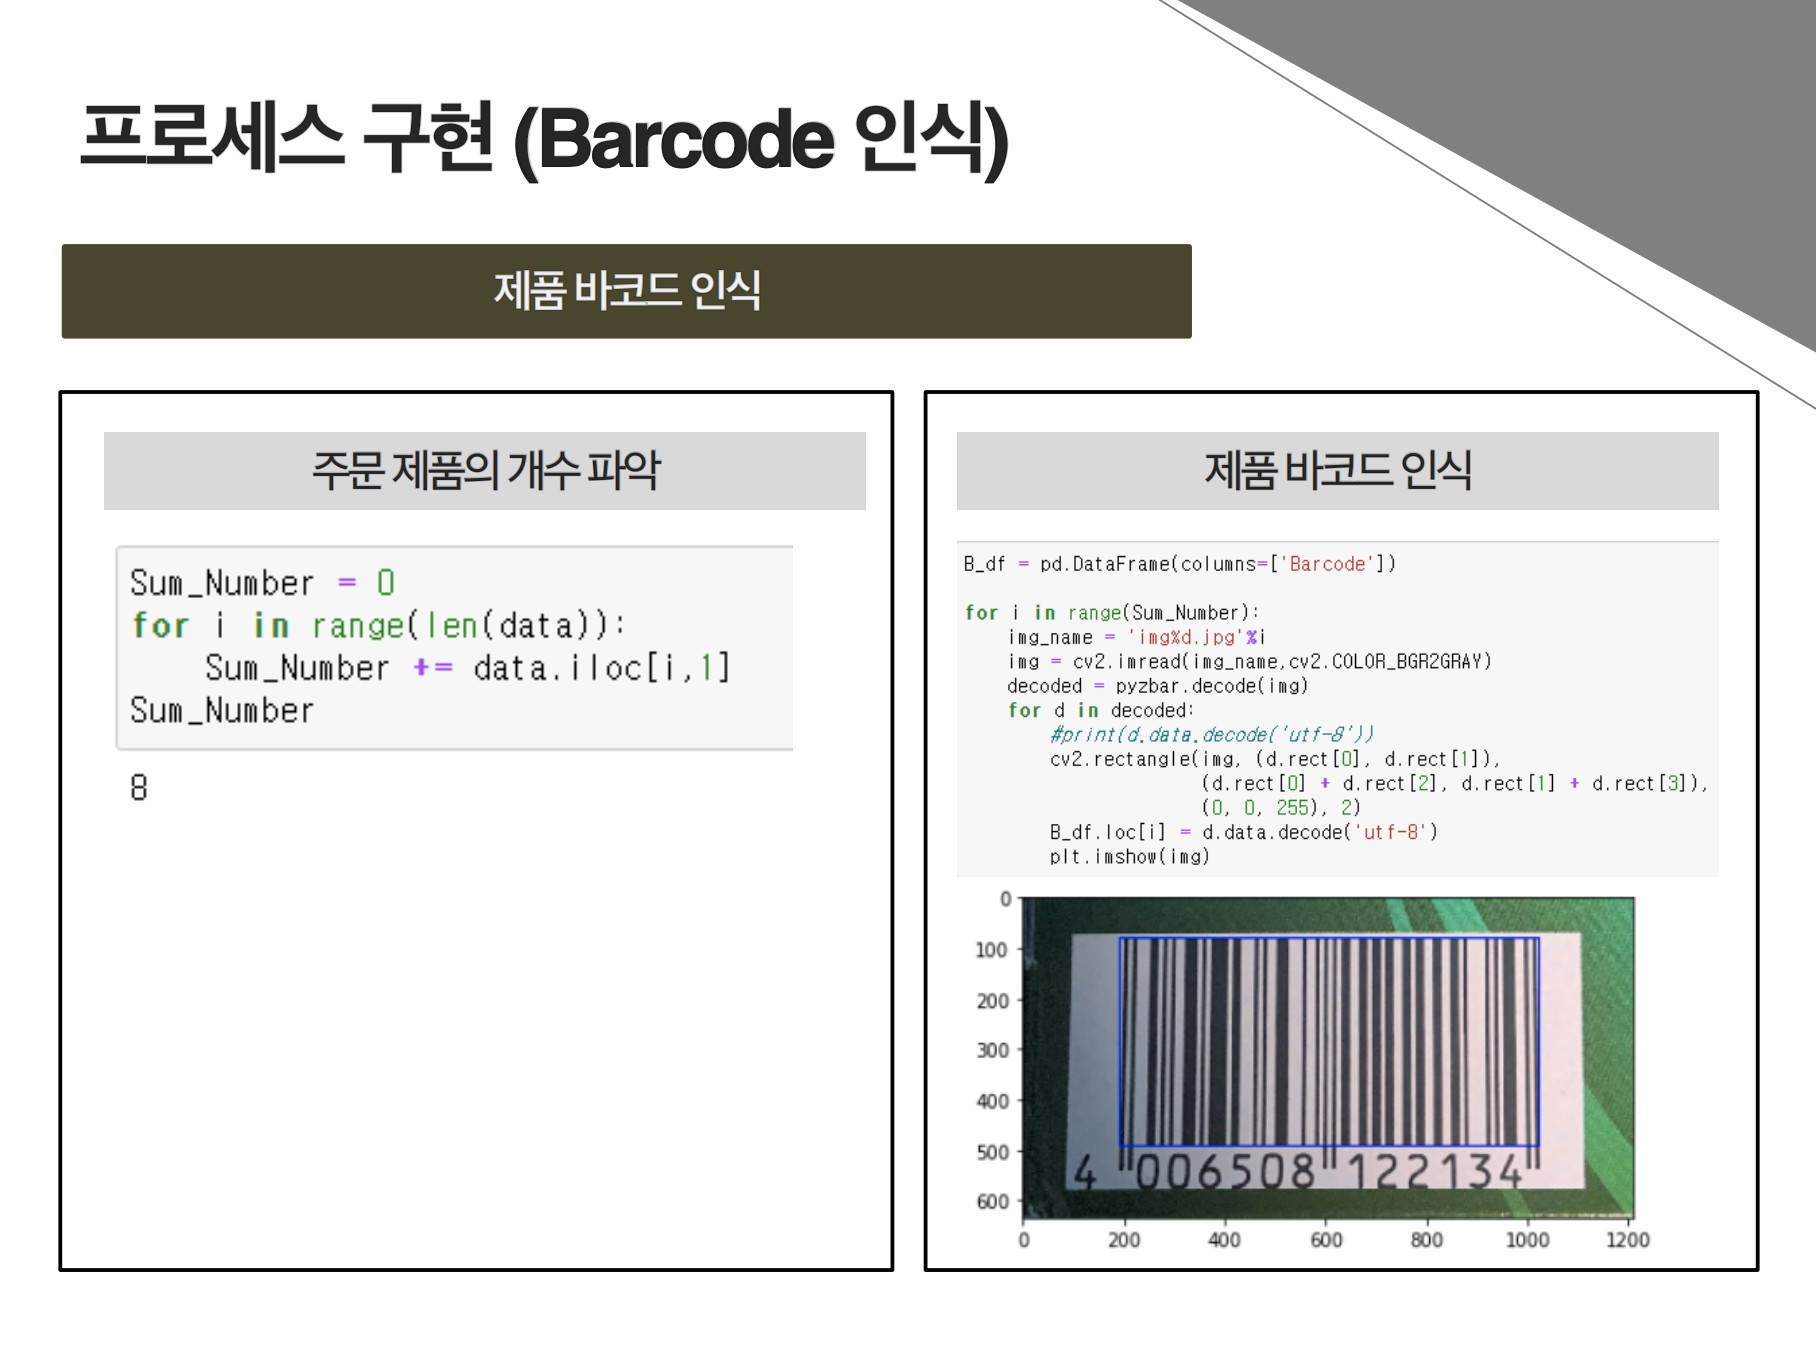 프로세스 구현 (Barcode 인식)
제품 바코드 인식
주문 제품의 개수 파악
Sum_Number = 0
for i in range(len(data)):
    Sum_Number += data.iloc[i,1]
Sum_Number
8
제품 바코드 인식
B_df = pd.DataFrame(columns=['Barcode'])
for i in range(Sum_Number):
    img_name = 'img%d.jpg'%i
    img = cv2.imread(img_name,cv2.COLOR_BGR2GRAY)
    decoded = pyzbar.decode(img)
    for d in decoded:
        #print(d.data.decode('utf-8'))
        cv2.rectangle(img, (d.rect[0], d.rect[1]),
                      (d.rect[0] + d.rect[2], d.rect[1] + d.rect[3]),
                      (0, 0, 255), 2)
        B_df.loc[i] = d.data.decode('utf-8')
        plt.imshow(img)
0
100
200
300
400
500
600
4 006508 122134
0 200 400 600 800 1000 1200